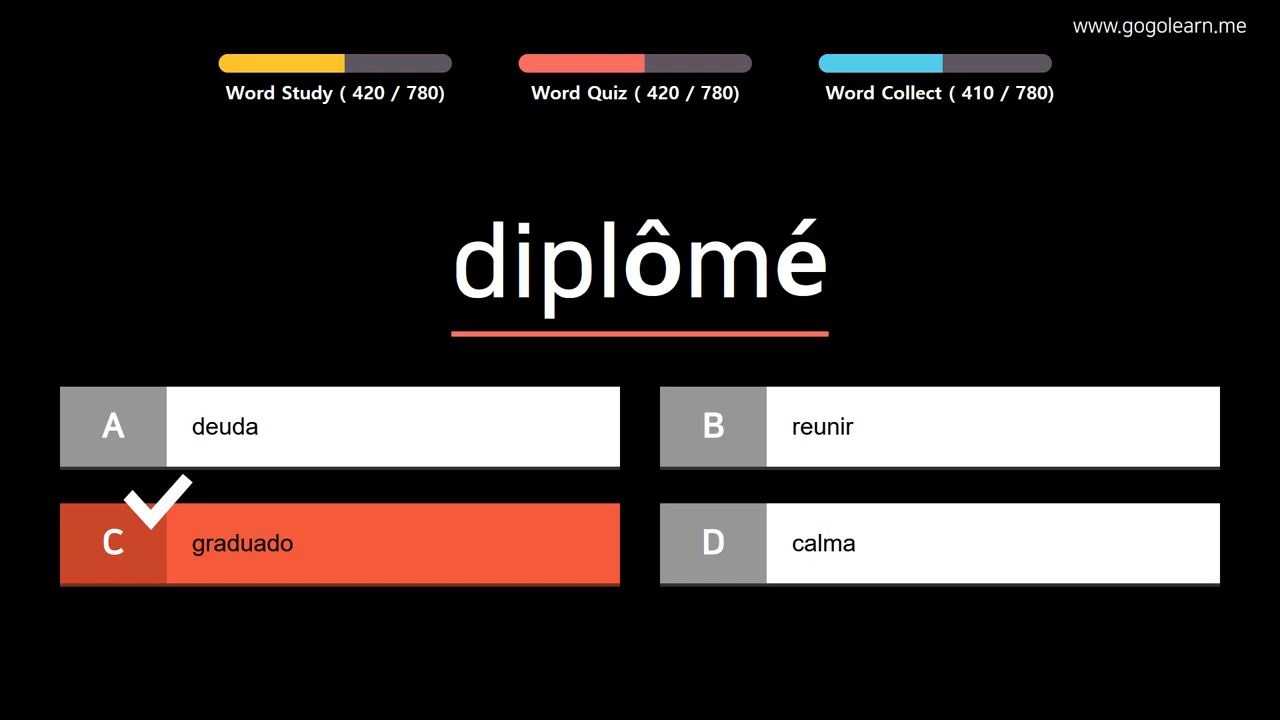 www.gogolearn.me
Word Study ( 420 / 780)
Word Quiz ( 420 / 780)
Word Collect ( 410 / 780)
diplômé
A deuda
B reunir
C graduado
D calma